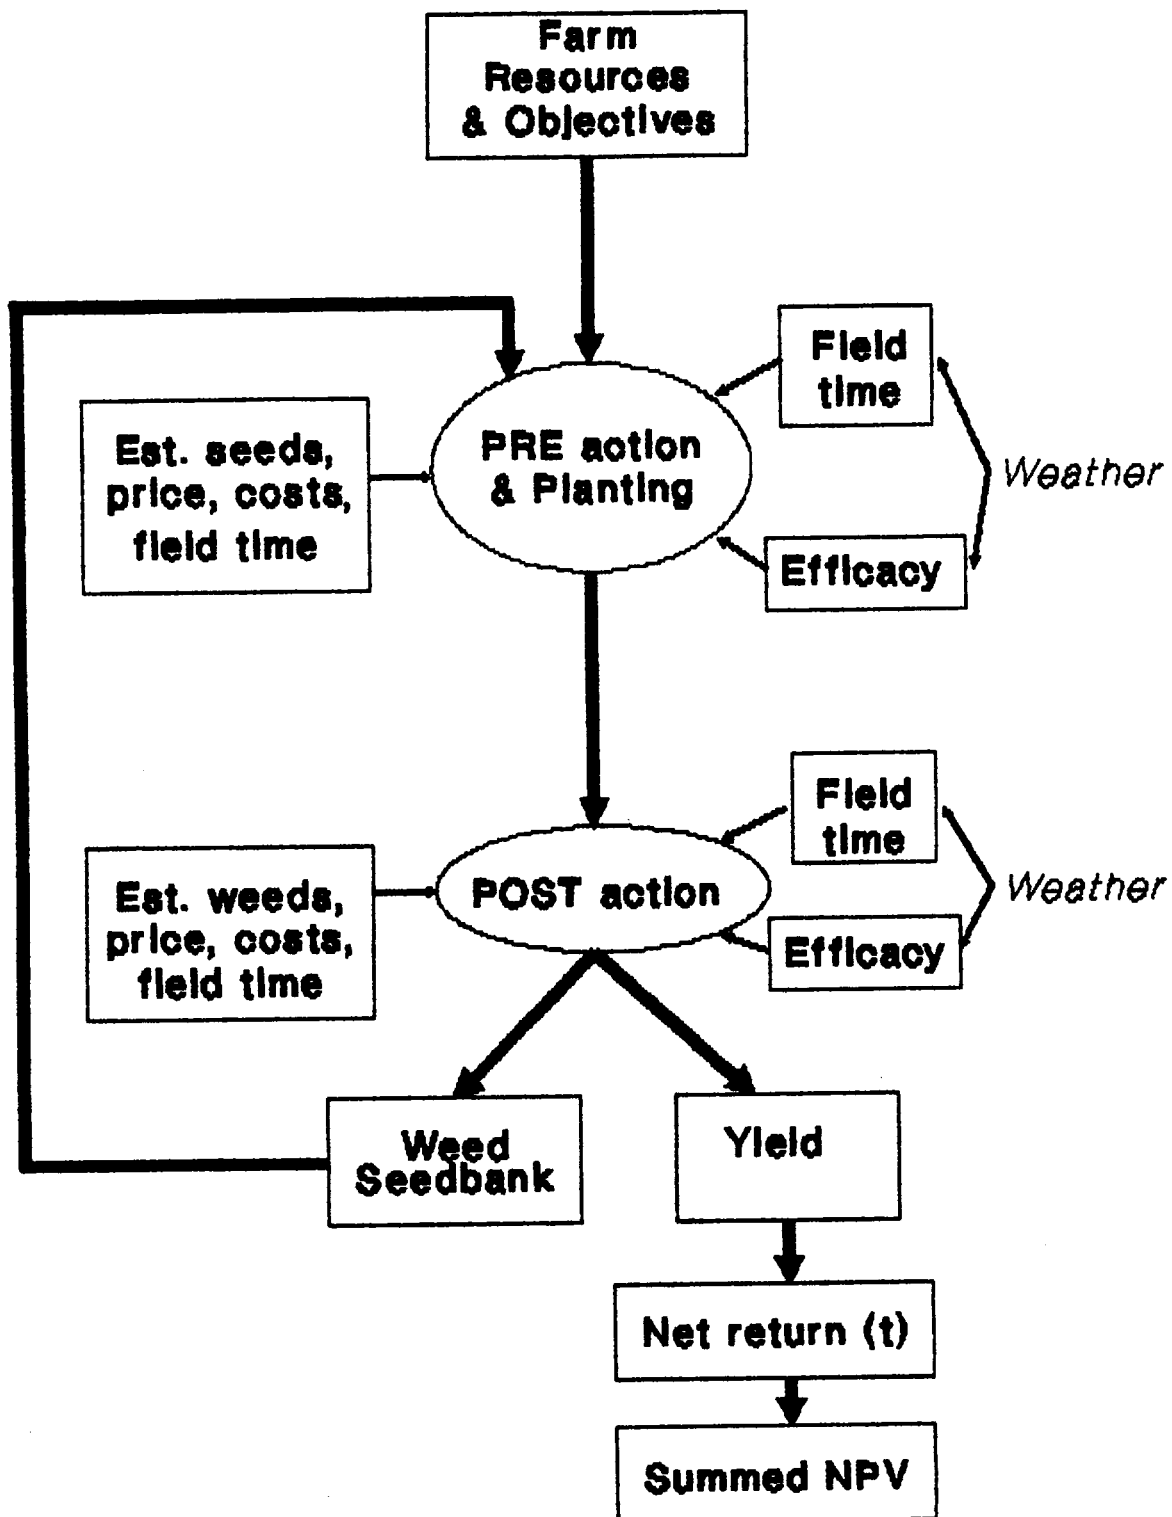 Farm
Resources
& Objectives
Field
time
Est. seeds,
price, costs,
field time
PRE action
& Planting
Weather
Efficacy
Field
time
Est. weeds,
price, costs,
field time
POST action
Weather
Efficacy
Weed
Seedbank
Yield
Net return (t)
Summed NPV